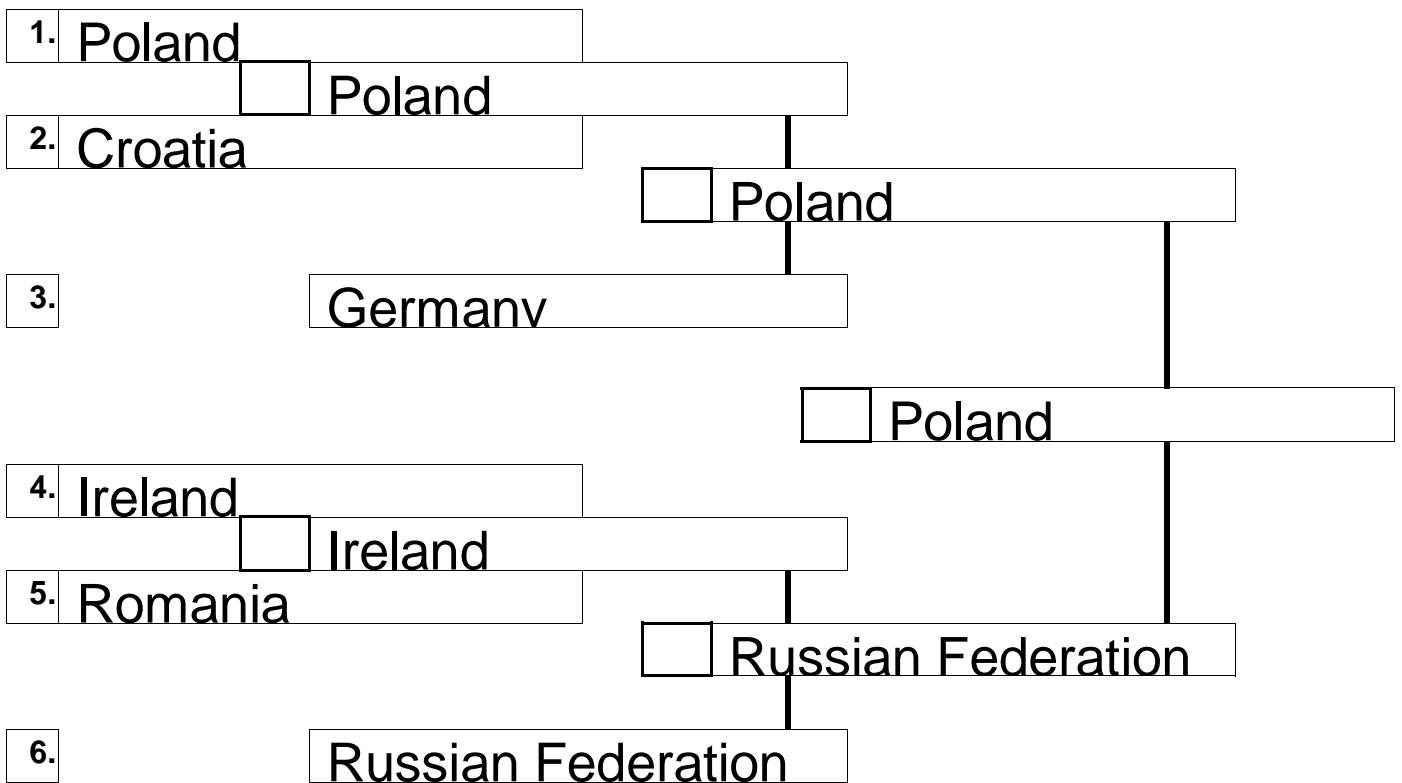 1. Poland
Poland
2. Croatia
Poland
3. Germany
Poland
4. Ireland
Ireland
5. Romania
Russian Federation
6. Russian Federation